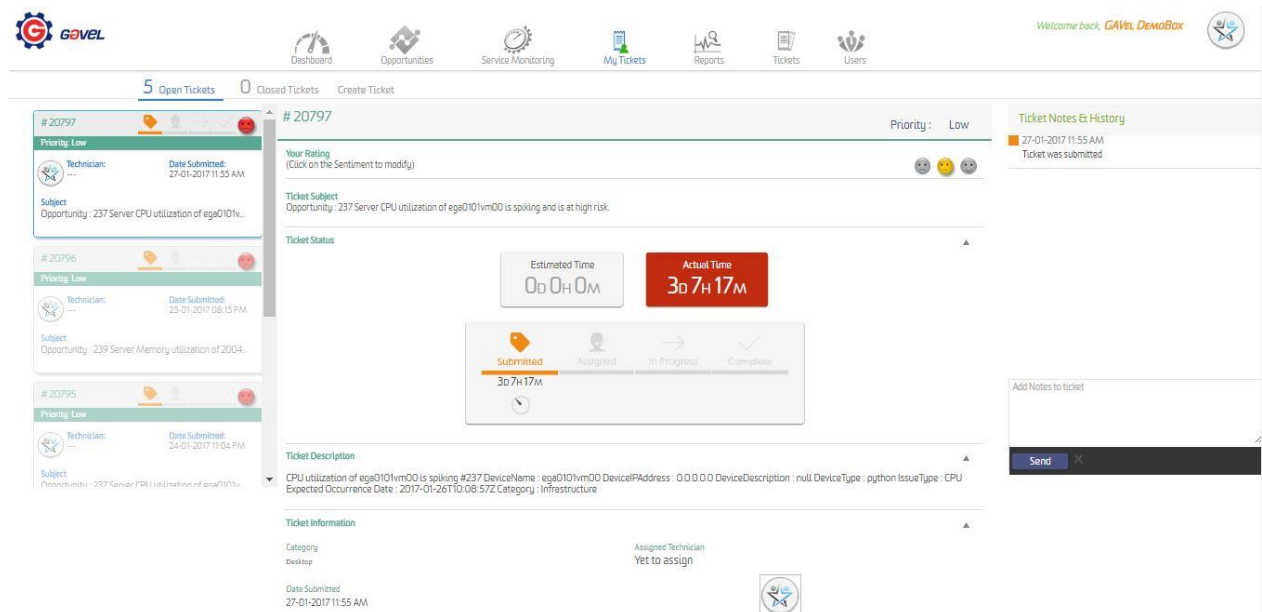 GAVEL
Welcome back, GAVEL DEMOBOX
Dashboard
Opportunities
Service Monitoring
My Tickets
Reports
Tickets
Users
5 Open Tickets
0 Closed Tickets
Create Ticket
# 20797
Priority: Low
Technician:
---
Date Submitted:
27-01-2017 11:55 AM
Subject
Opportunity : 237 Server CPU utilization of ega0101v...
# 20796
Priority: Low
Technician:
---
Date Submitted:
25-01-2017 08:15 PM
Subject
Opportunity : 239 Server Memory utilization of 2004...
# 20795
Priority: Low
Technician:
---
Date Submitted:
24-01-2017 11:04 PM
Subject
Opportunity : 237 Server CPU utilization of ega0101v...
# 20797
Priority : Low
Your Rating
(Click on the Sentiment to modify)
Ticket Subject
Opportunity : 237 Server CPU utilization of ega0101vm00 is spiking and is at high risk.
Ticket Status
Estimated Time
0D 0H 0M
Actual Time
3D 7H 17M
Submitted
Assigned
In Progress
Complete
3D 7H 17M
Ticket Description
CPU utilization of ega0101vm00 is spiking #237 DeviceName : ega0101vm00 DeviceIPAddress : 0.0.0.0.0 DeviceDescription : null DeviceType : python IssueType : CPU
Expected Occurrence Date : 2017-01-26T10:08:57Z Category : Infrastructure
Ticket Information
Category
Desktop
Assigned Technician
Yet to assign
Date Submitted
27-01-2017 11:55 AM
Ticket Notes & History
27-01-2017 11:55 AM
Ticket was submitted
Add Notes to ticket
Send X